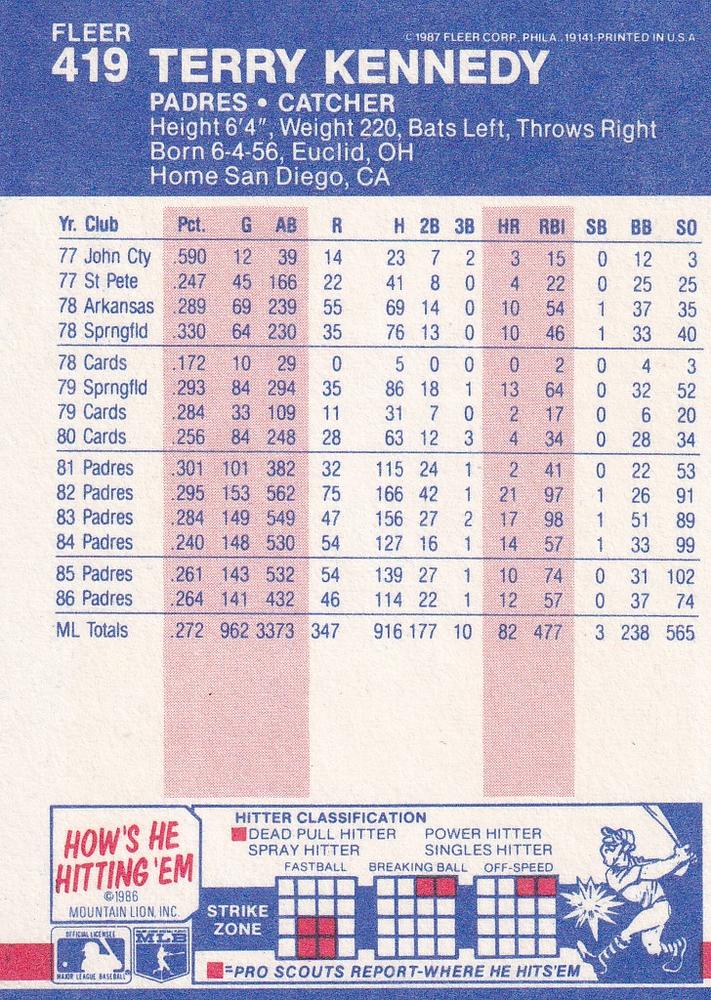 FLEER
© 1987 FLEER CORP. PHILA., 19141-PRINTED IN U.S.A.
419 TERRY KENNEDY
PADRES • CATCHER
Height 6'4", Weight 220, Bats Left, Throws Right
Born 6-4-56, Euclid, OH
Home San Diego, CA
Yr. Club Pct. G AB R H 2B 3B HR RBI SB BB SO
77 John Cty .590 12 39 14 23 7 2 3 15 0 12 3
77 St Pete .247 45 166 22 41 8 0 4 22 0 25 25
78 Arkansas .289 69 239 55 69 14 0 10 54 1 37 35
78 Sprngfld .330 64 230 35 76 13 0 10 46 1 33 40
78 Cards .172 10 29 0 5 0 0 0 2 0 4 3
79 Sprngfld .293 84 294 35 86 18 1 13 64 0 32 52
79 Cards .284 33 109 11 31 7 0 2 17 0 6 20
80 Cards .256 84 248 28 63 12 3 4 34 0 28 34
81 Padres .301 101 382 32 115 24 1 2 41 0 22 53
82 Padres .295 153 562 75 166 42 1 21 97 1 26 91
83 Padres .284 149 549 47 156 27 2 17 98 1 51 89
84 Padres .240 148 530 54 127 16 1 14 57 1 33 99
85 Padres .261 143 532 54 139 27 1 10 74 0 31 102
86 Padres .264 141 432 46 114 22 1 12 57 0 37 74
ML Totals .272 962 3373 347 916 177 10 82 477 3 238 565
HOW'S HE
HITTING 'EM
©1986
MOUNTAIN LION, INC.
HITTER CLASSIFICATION
DEAD PULL HITTER POWER HITTER
SPRAY HITTER SINGLES HITTER
FASTBALL BREAKING BALL OFF-SPEED
STRIKE
ZONE
=PRO SCOUTS REPORT-WHERE HE HITS'EM
OFFICIAL LICENSEE
MAJOR LEAGUE BASEBALL
MLB